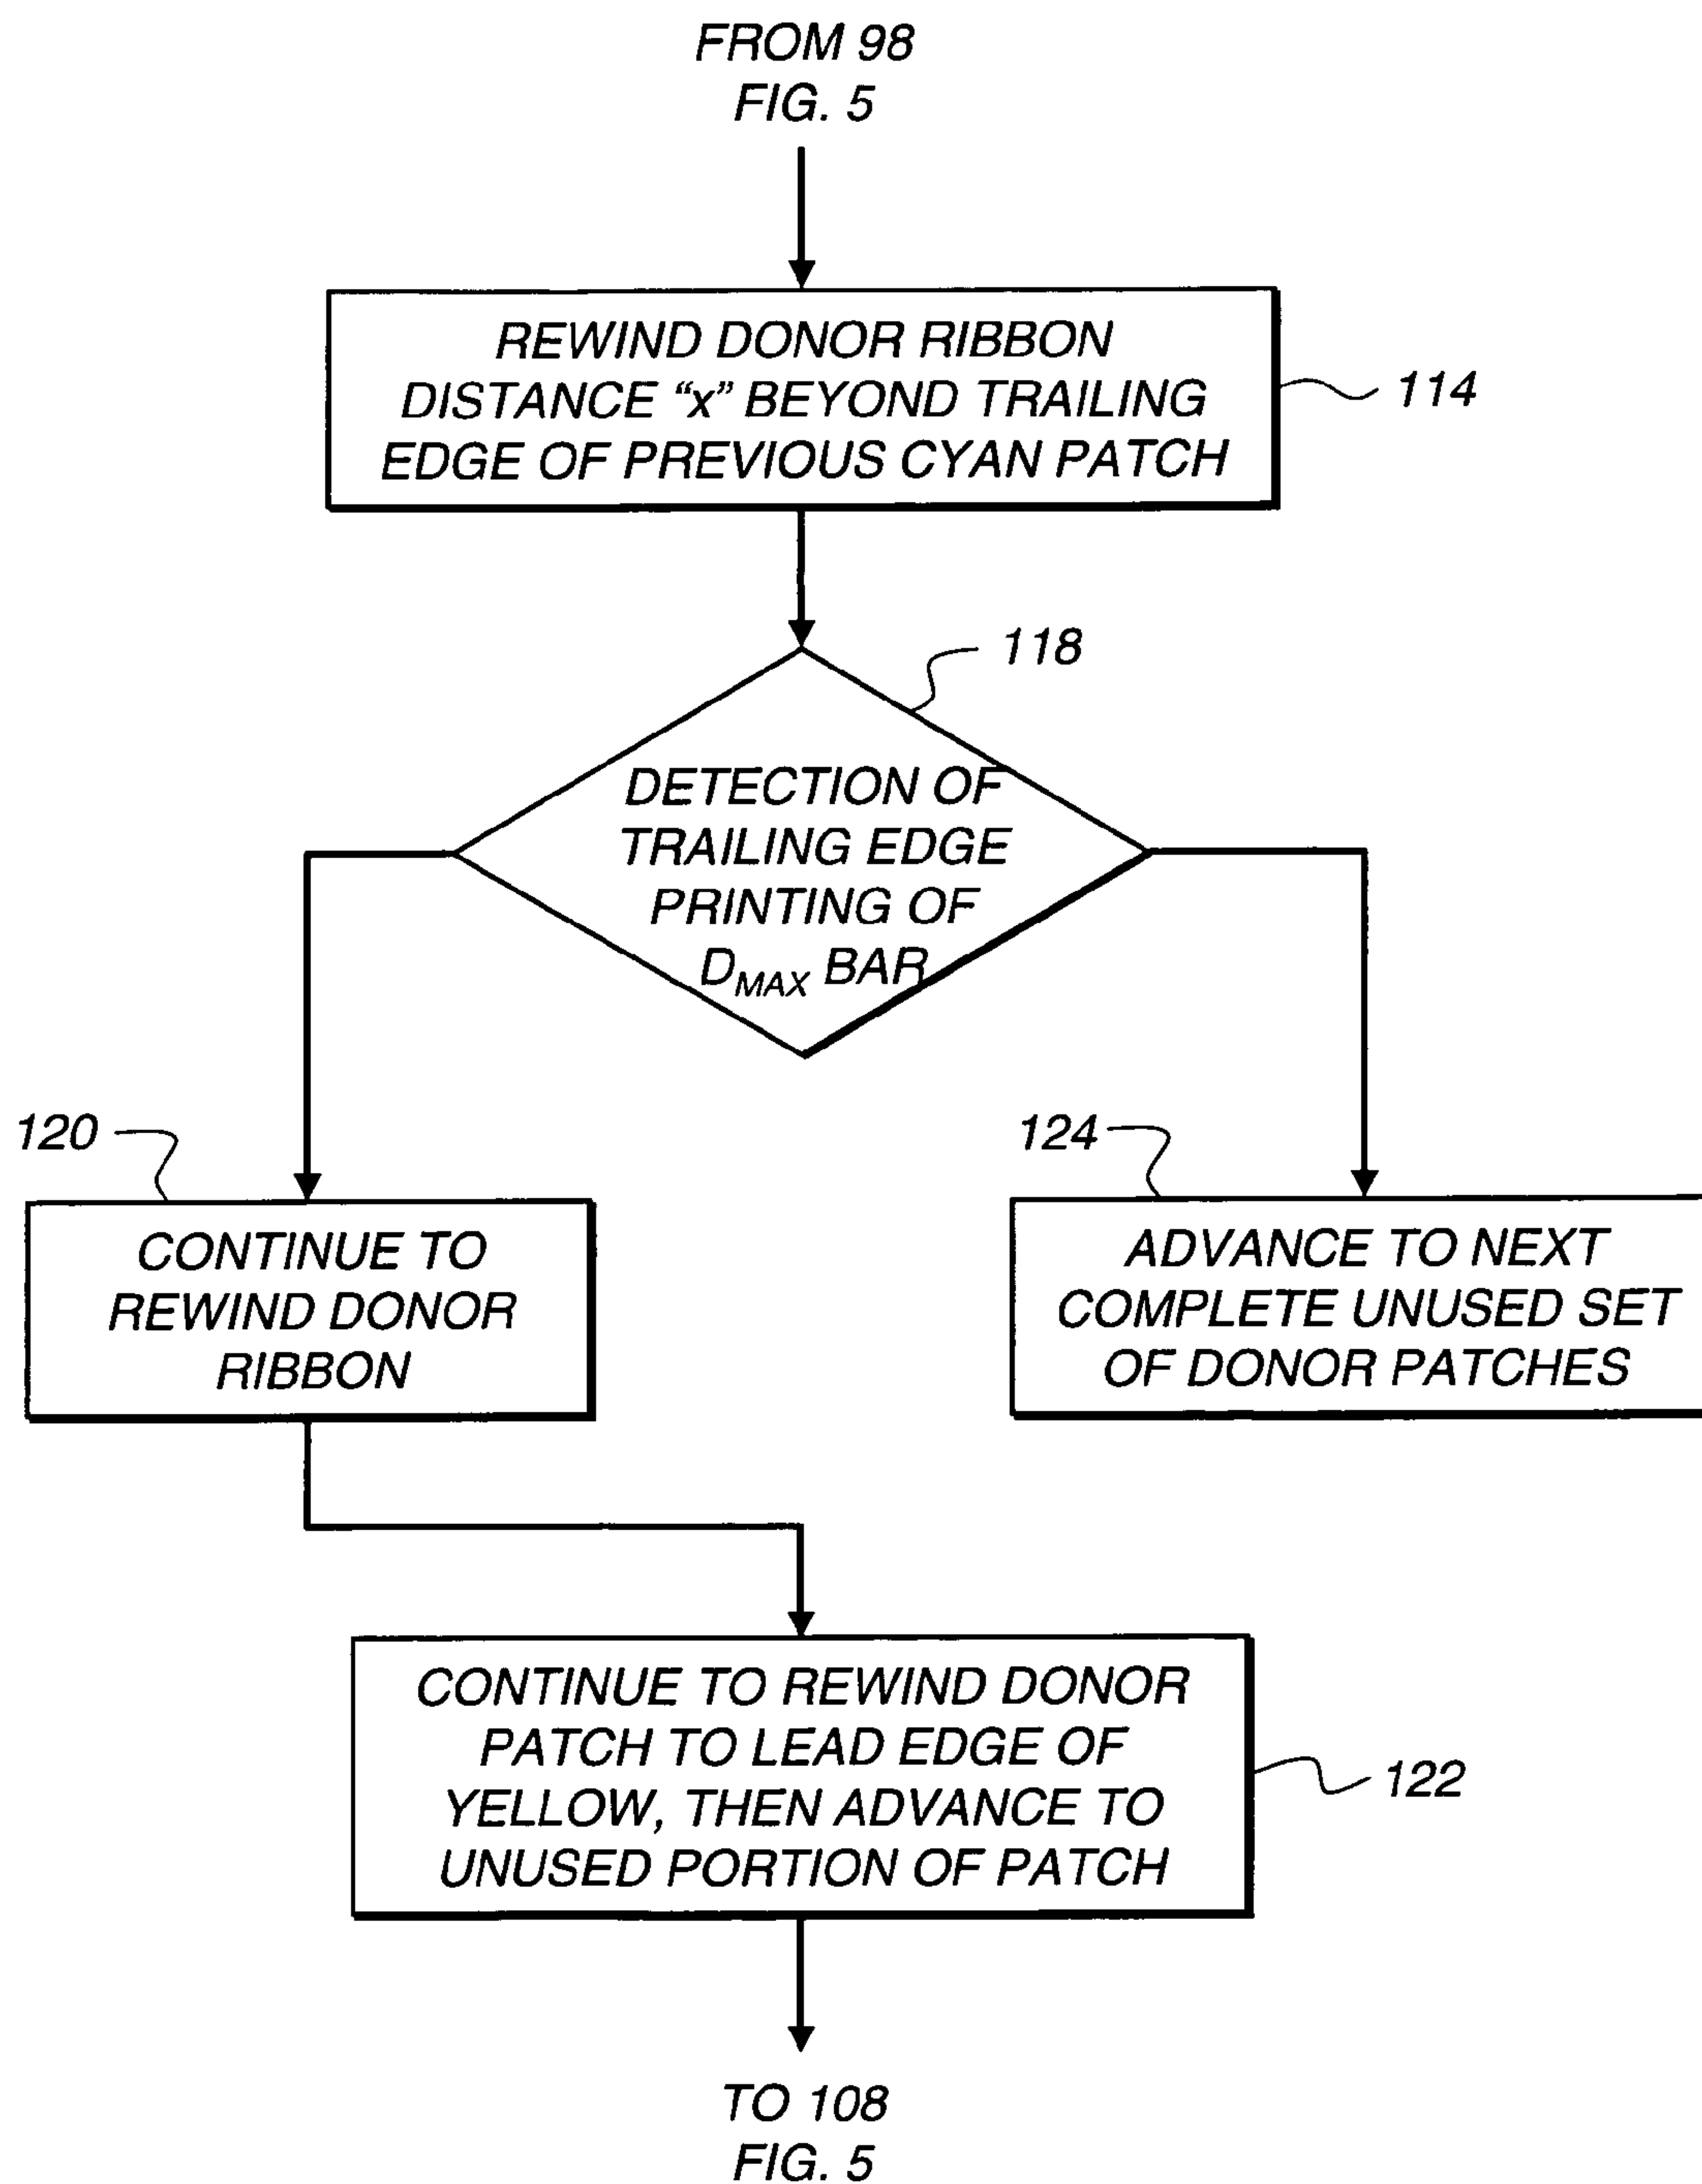 FROM 98
FIG. 5
REWIND DONOR RIBBON
DISTANCE “x” BEYOND TRAILING
EDGE OF PREVIOUS CYAN PATCH
114
118
DETECTION OF
TRAILING EDGE
PRINTING OF
DMAX BAR
120
124
CONTINUE TO
REWIND DONOR
RIBBON
ADVANCE TO NEXT
COMPLETE UNUSED SET
OF DONOR PATCHES
CONTINUE TO REWIND DONOR
PATCH TO LEAD EDGE OF
YELLOW, THEN ADVANCE TO
UNUSED PORTION OF PATCH
122
TO 108
FIG. 5